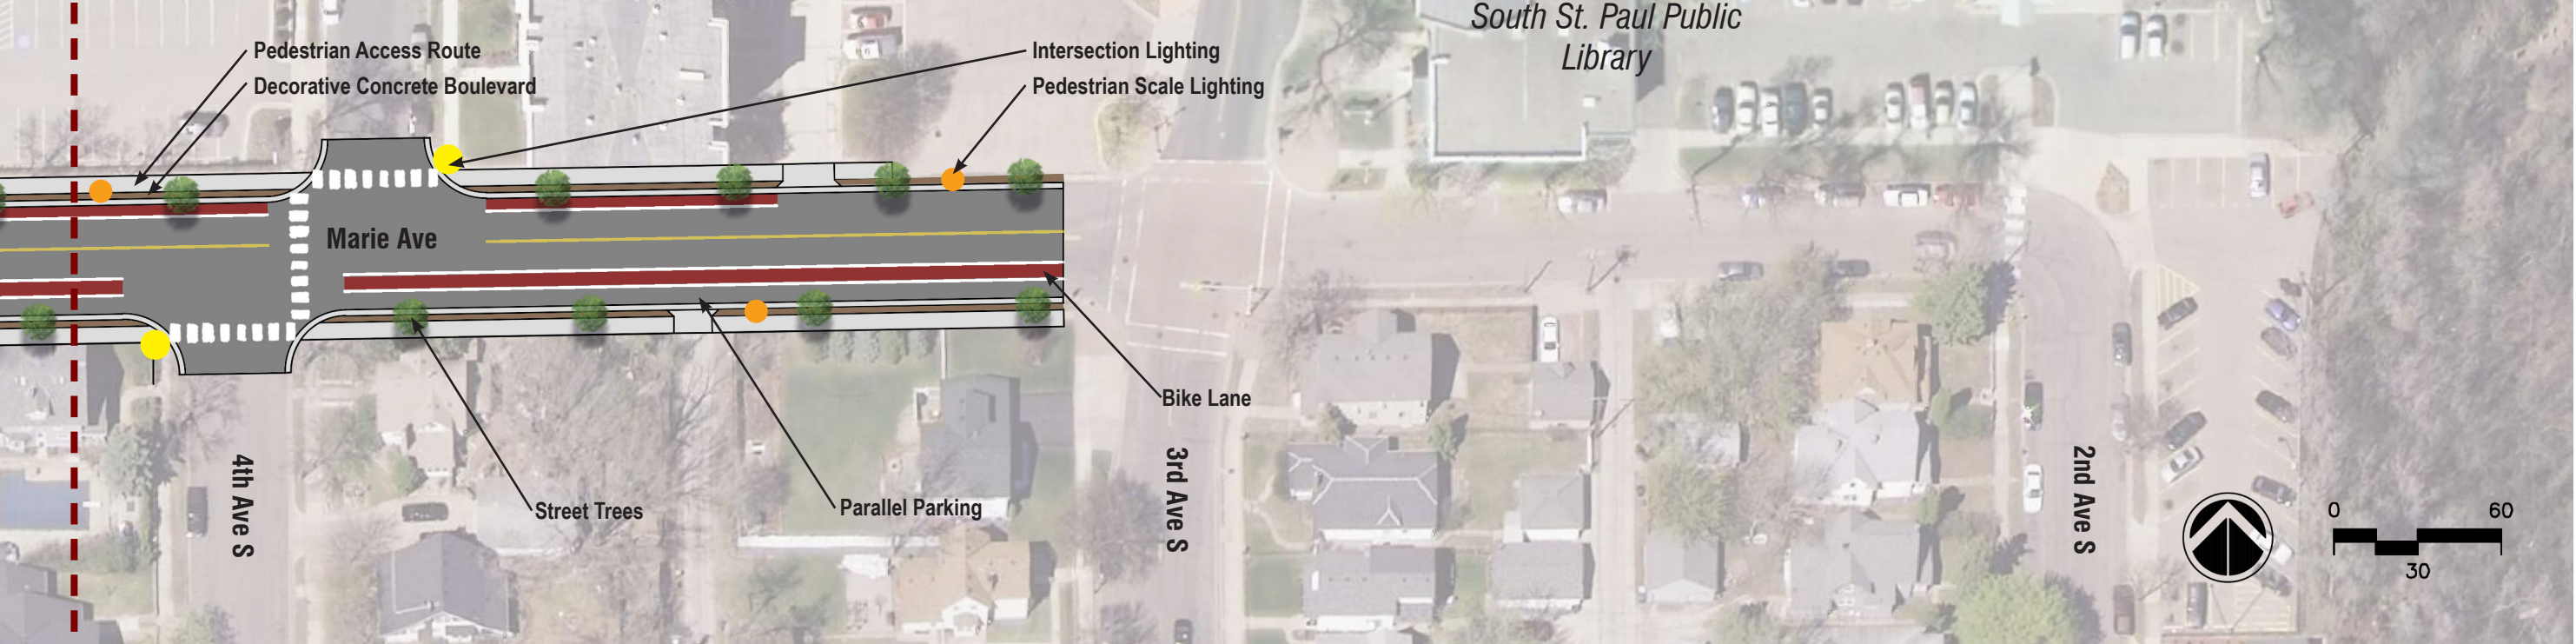 South St. Paul Public
Library
Pedestrian Access Route
Decorative Concrete Boulevard
Intersection Lighting
Pedestrian Scale Lighting
Marie Ave
Bike Lane
Street Trees
Parallel Parking
4th Ave S
3rd Ave S
2nd Ave S
0
60
30